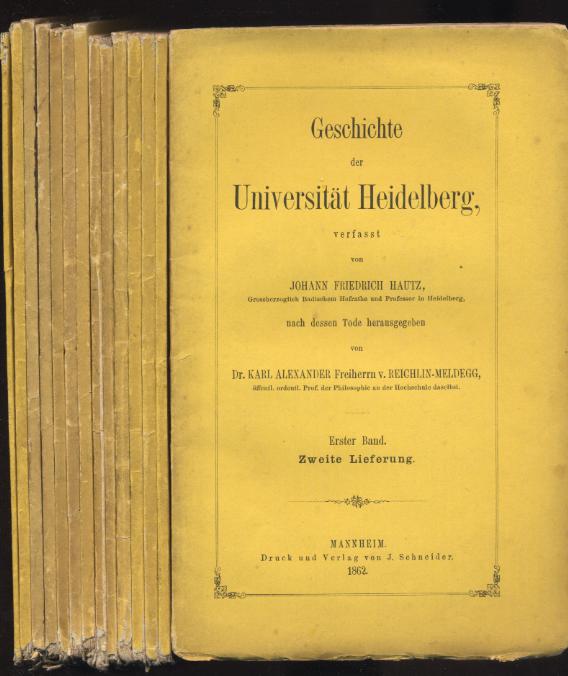 Geschichte
der
Universität Heidelberg,
verfasst
von
JOHANN FRIEDRICH HAUTZ,
Grossherzoglich Badischem Hofrathe und Professor in Heidelberg,
nach dessen Tode herausgegeben
von
Dr. KARL ALEXANDER Freiherrn v. REICHLIN-MELDEGG,
öffentl. ordentl. Prof. der Philosophie an der Hochschule daselbst.
Erster Band.
Zweite Lieferung.
MANNHEIM.
Druck und Verlag von J. Schneider.
1862.